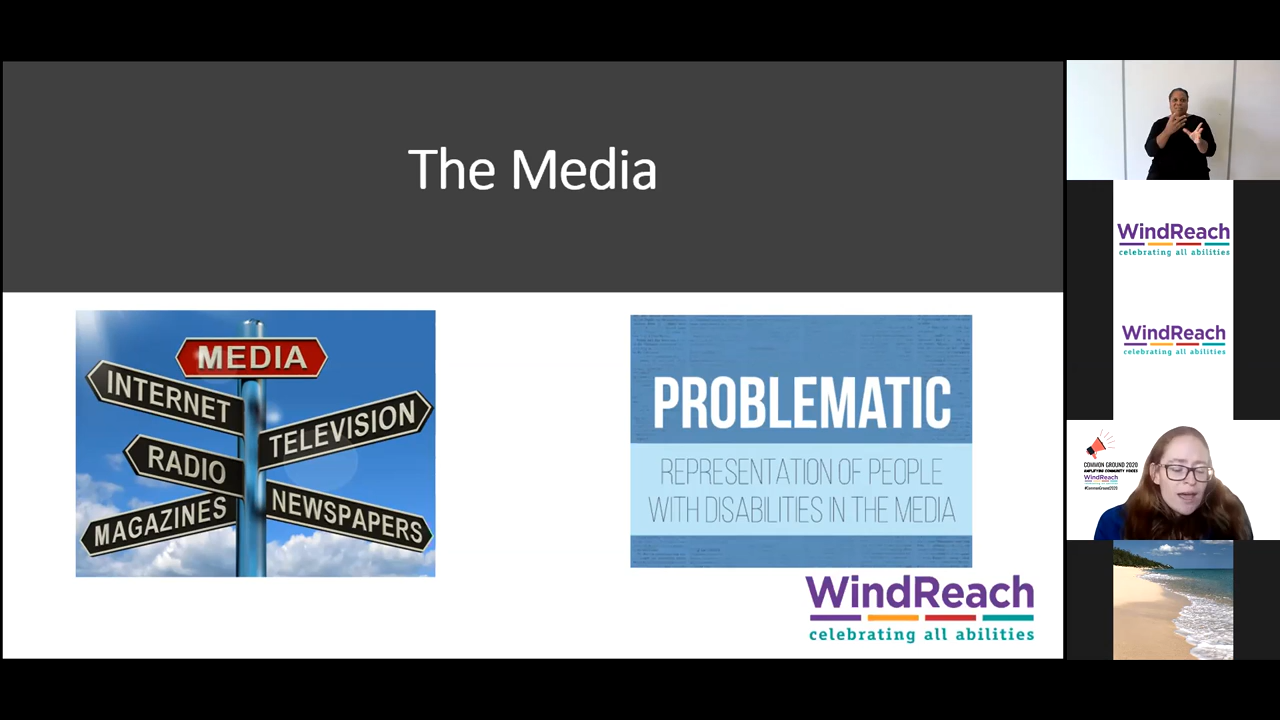 The Media
MEDIA
INTERNET
TELEVISION
RADIO
NEWSPAPERS
MAGAZINES
PROBLEMATIC
REPRESENTATION OF PEOPLE
WITH DISABILITIES IN THE MEDIA
WindReach
celebrating all abilities
WindReach
celebrating all abilities
WindReach
celebrating all abilities
COMMON GROUND 2020
AMPLIFYING COMMUNITY VOICES
WindReach
#CommonGround2020